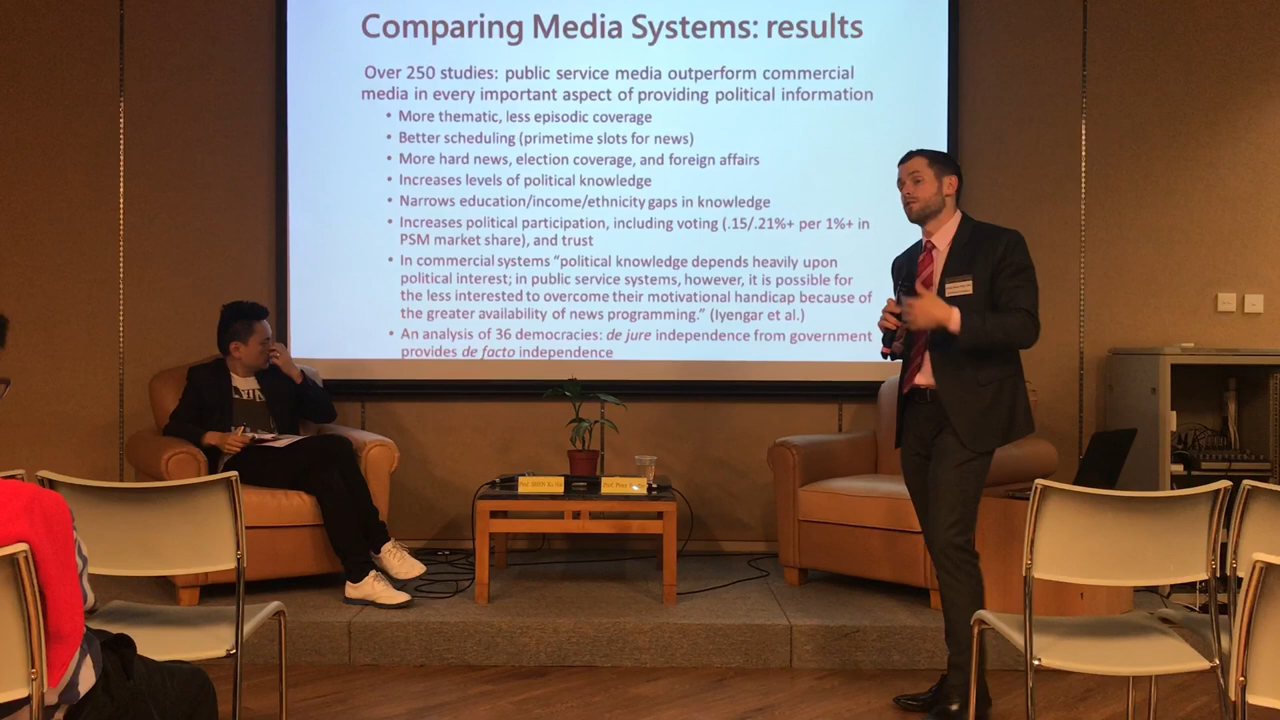 Comparing Media Systems: results
Over 250 studies: public service media outperform commercial
media in every important aspect of providing political information
• More thematic, less episodic coverage
• Better scheduling (primetime slots for news)
• More hard news, election coverage, and foreign affairs
• Increases levels of political knowledge
• Narrows education/income/ethnicity gaps in knowledge
• Increases political participation, including voting (.15/.21%+ per 1%+ in
PSM market share), and trust
• In commercial systems “political knowledge depends heavily upon
political interest; in public service systems, however, it is possible for
the less interested to overcome their motivational handicap because of
the greater availability of news programming.” (Iyengar et al.)
• An analysis of 36 democracies: de jure independence from government
provides de facto independence
Prof.
Prof. Peter